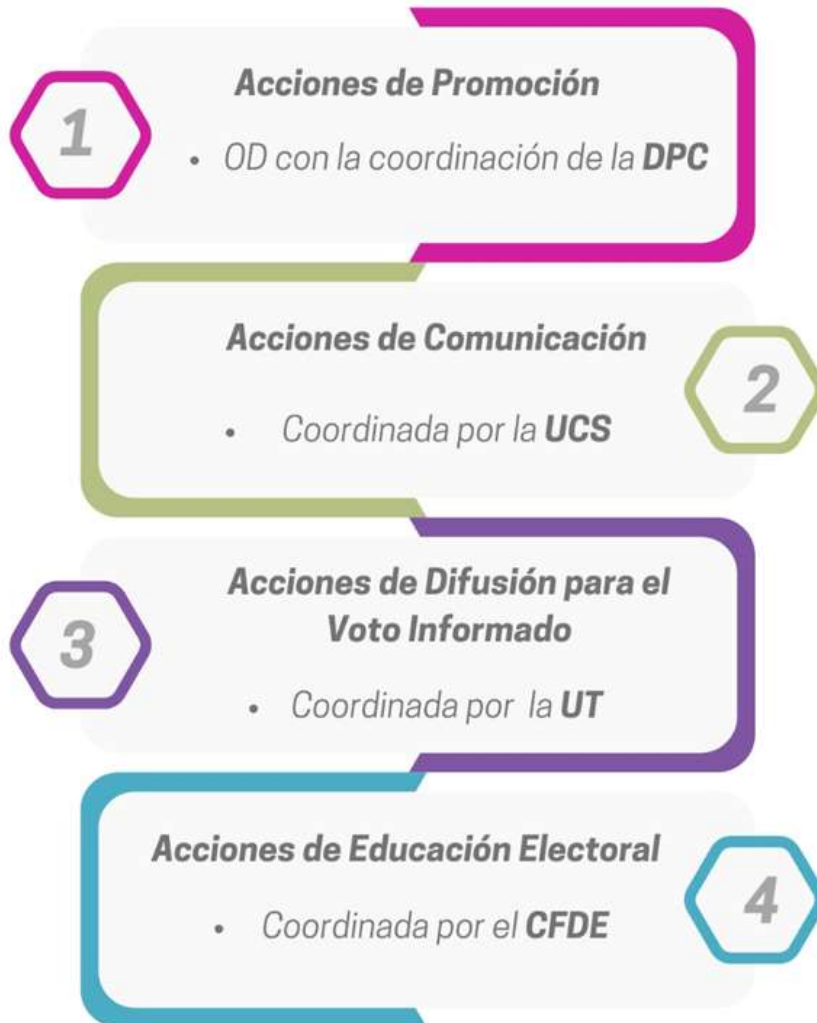 1
Acciones de Promoción
• OD con la coordinación de la DPC
Acciones de Comunicación
2
• Coordinada por la UCS
3
Acciones de Difusión para el
Voto Informado
• Coordinada por la UT
Acciones de Educación Electoral
4
• Coordinada por el CFDE